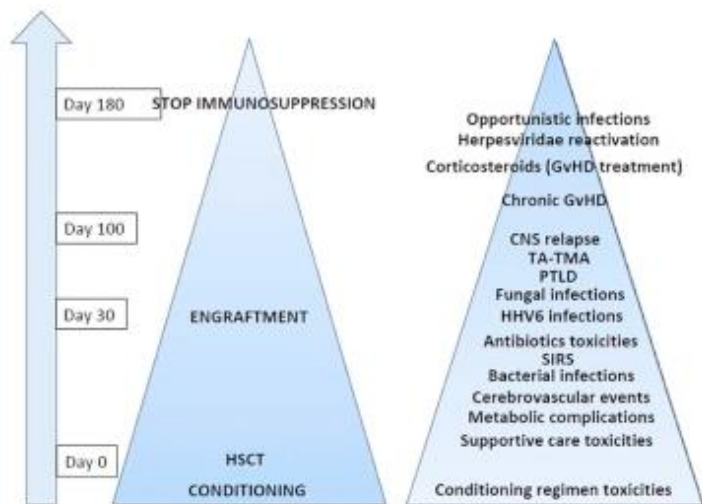 Day 180
Day 100
Day 30
Day 0
STOP IMMUNOSUPPRESSION
ENGRAFTMENT
HSCT
CONDITIONING
Opportunistic infections
Herpesviridae reactivation
Corticosteroids (GvHD treatment)
Chronic GvHD
CNS relapse
TA-TMA
PTLD
Fungal infections
HHV6 infections
Antibiotics toxicities
SIRS
Bacterial infections
Cerebrovascular events
Metabolic complications
Supportive care toxicities
Conditioning regimen toxicities